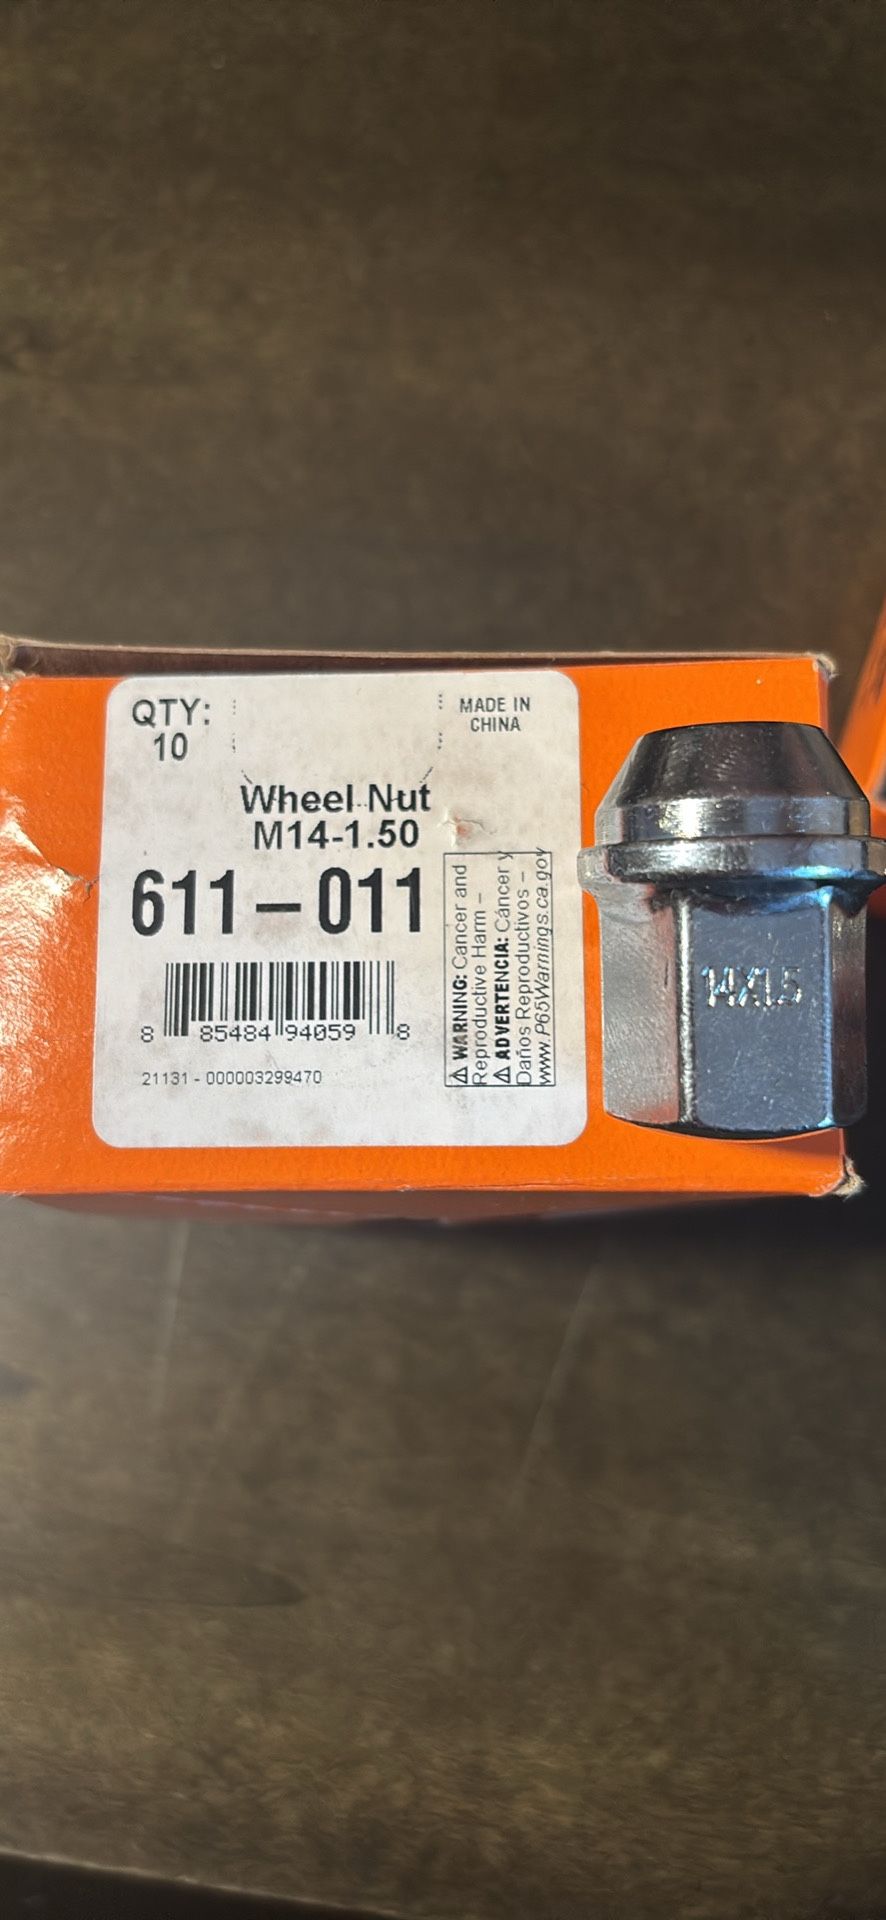 QTY:
10
MADE IN
CHINA
Wheel Nut
M14-1.50
611-011
8 85484 94059 8
21131 - 000003299470
⚠ WARNING: Cancer and
Reproductive Harm -
⚠ ADVERTENCIA: Cáncer y
Daños Reproductivos -
www.P65Warnings.ca.gov
14X1.5